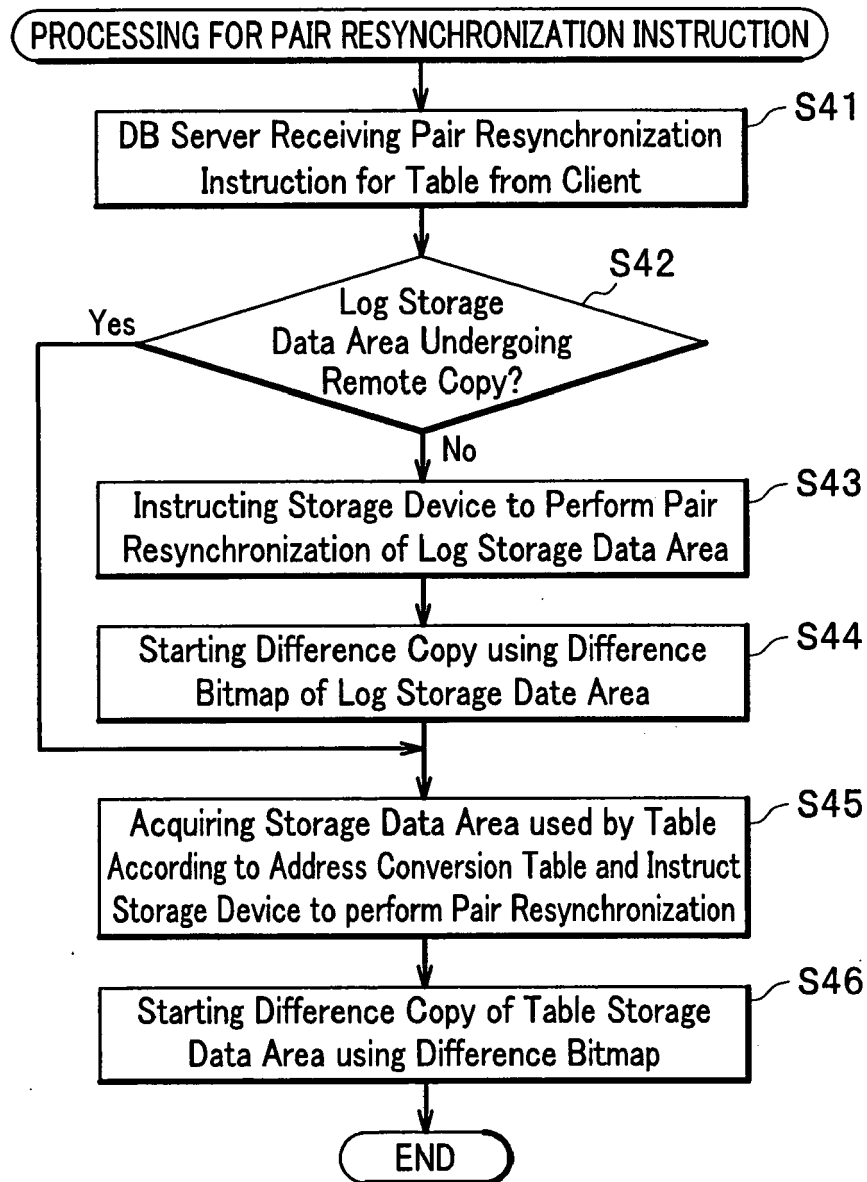 PROCESSING FOR PAIR RESYNCHRONIZATION INSTRUCTION
S41
DB Server Receiving Pair Resynchronization
Instruction for Table from Client
S42
Log Storage
Data Area Undergoing
Remote Copy?
Yes
No
S43
Instructing Storage Device to Perform Pair
Resynchronization of Log Storage Data Area
S44
Starting Difference Copy using Difference
Bitmap of Log Storage Date Area
S45
Acquiring Storage Data Area used by Table
According to Address Conversion Table and Instruct
Storage Device to perform Pair Resynchronization
S46
Starting Difference Copy of Table Storage
Data Area using Difference Bitmap
END